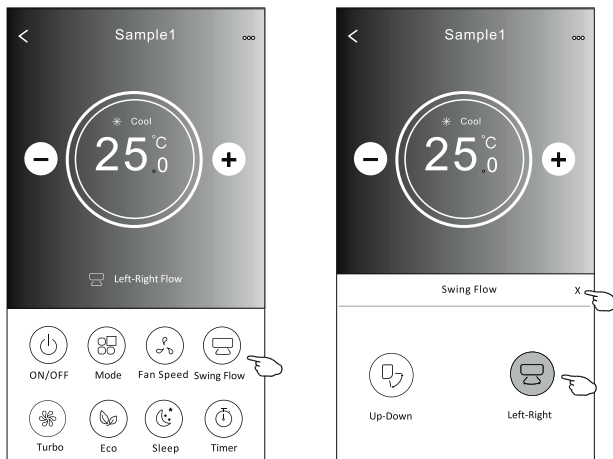 Sample1
Cool
25.0°C
Left-Right Flow
ON/OFF Mode Fan Speed Swing Flow
Turbo Eco Sleep Timer
Sample1
Cool
25.0°C
Swing Flow X
Up-Down Left-Right